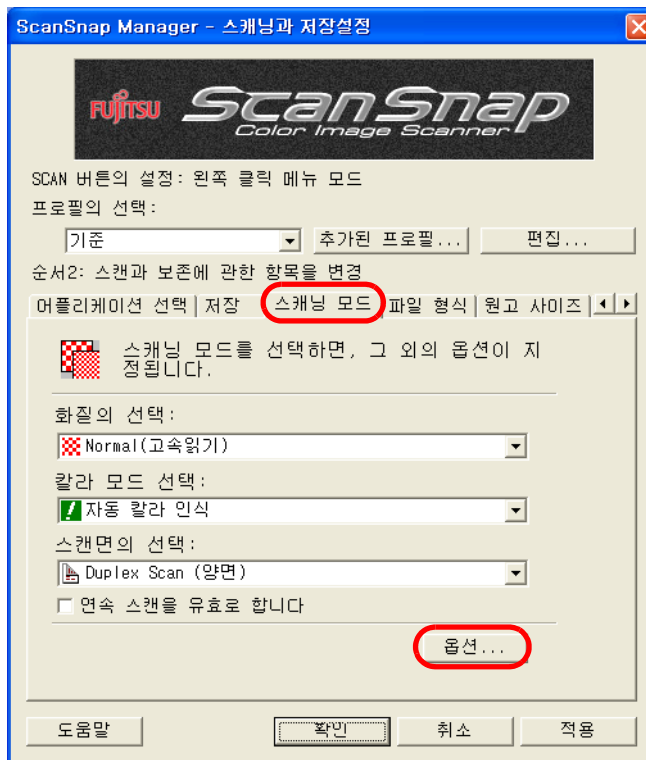 ScanSnap Manager - 스캐닝과 저장설정
FUJITSU ScanSnap
Color Image Scanner
SCAN 버튼의 설정: 왼쪽 클릭 메뉴 모드
프로필의 선택:
기준 추가된 프로필... 편집...
순서2: 스캔과 보존에 관한 항목을 변경
어플리케이션 선택 저장 스캐닝 모드 파일 형식 원고 사이즈
스캐닝 모드를 선택하면, 그 외의 옵션이 지
정됩니다.
화질의 선택:
Normal(고속읽기)
칼라 모드 선택:
자동 칼라 인식
스캔면의 선택:
Duplex Scan (양면)
연속 스캔을 유효로 합니다
옵션...
도움말 확인 취소 적용